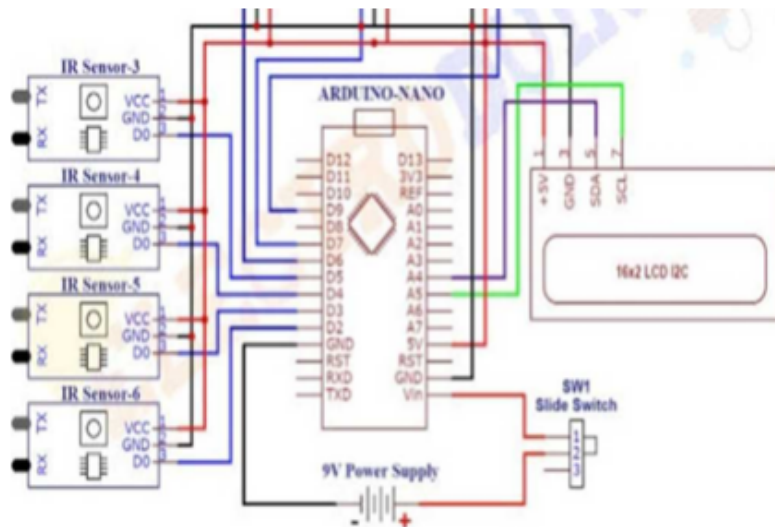 IR Sensor-3
TX
RX
VCC
GND
D0
IR Sensor-4
TX
RX
VCC
GND
D0
IR Sensor-5
TX
RX
VCC
GND
D0
IR Sensor-6
TX
RX
VCC
GND
D0
ARDUINO-NANO
D12
D11
D10
D9
D8
D7
D6
D5
D4
D3
D2
GND
RST
RXD
TXD
D13
3V3
REF
A0
A1
A2
A3
A4
A5
A6
A7
5V
RST
GND
Vin
1 3 5 7
+5V GND SDA SCL
16x2 LCD I2C
SW1
Slide Switch
1
2
3
9V Power Supply
- +